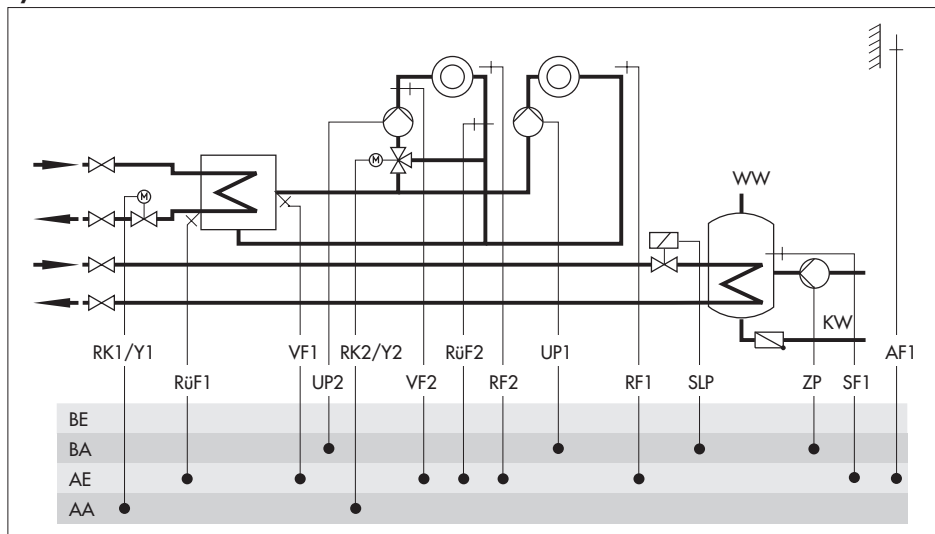 WW
KW
RK1/Y1 VF1 RK2/Y2 RüF2 UP1 AF1
RüF1 UP2 VF2 RF2 RF1 SLP ZP SF1
BE
BA
AE
AA
M
M